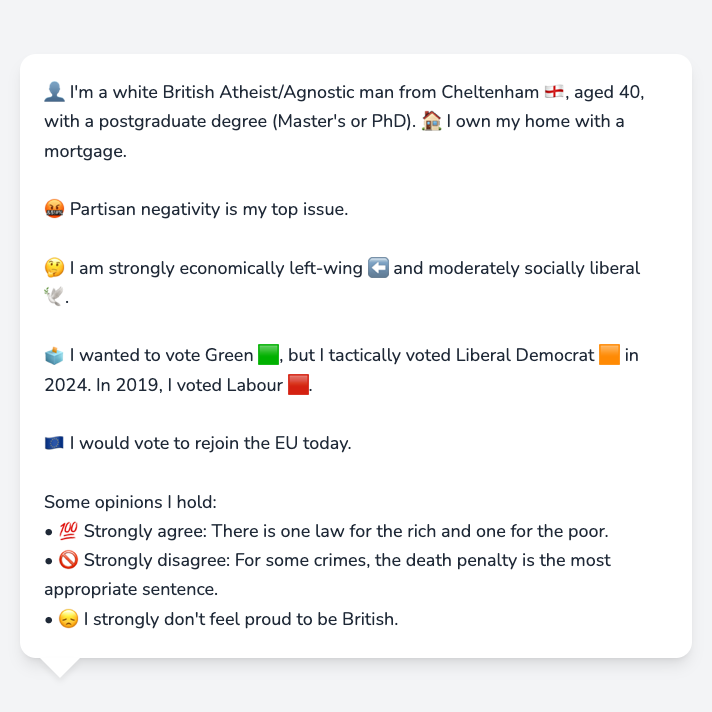 👤 I'm a white British Atheist/Agnostic man from Cheltenham 🏴󠁧󠁢󠁥󠁮󠁧󠁿, aged 40,
with a postgraduate degree (Master's or PhD). 🏠 I own my home with a
mortgage.
🤬 Partisan negativity is my top issue.
🤔 I am strongly economically left-wing ⬅️ and moderately socially liberal
🕊️.
🗳️ I wanted to vote Green 🟩, but I tactically voted Liberal Democrat 🟧 in
2024. In 2019, I voted Labour 🟥.
🇪🇺 I would vote to rejoin the EU today.
Some opinions I hold:
• 💯 Strongly agree: There is one law for the rich and one for the poor.
• 🚫 Strongly disagree: For some crimes, the death penalty is the most
appropriate sentence.
• 😞 I strongly don't feel proud to be British.